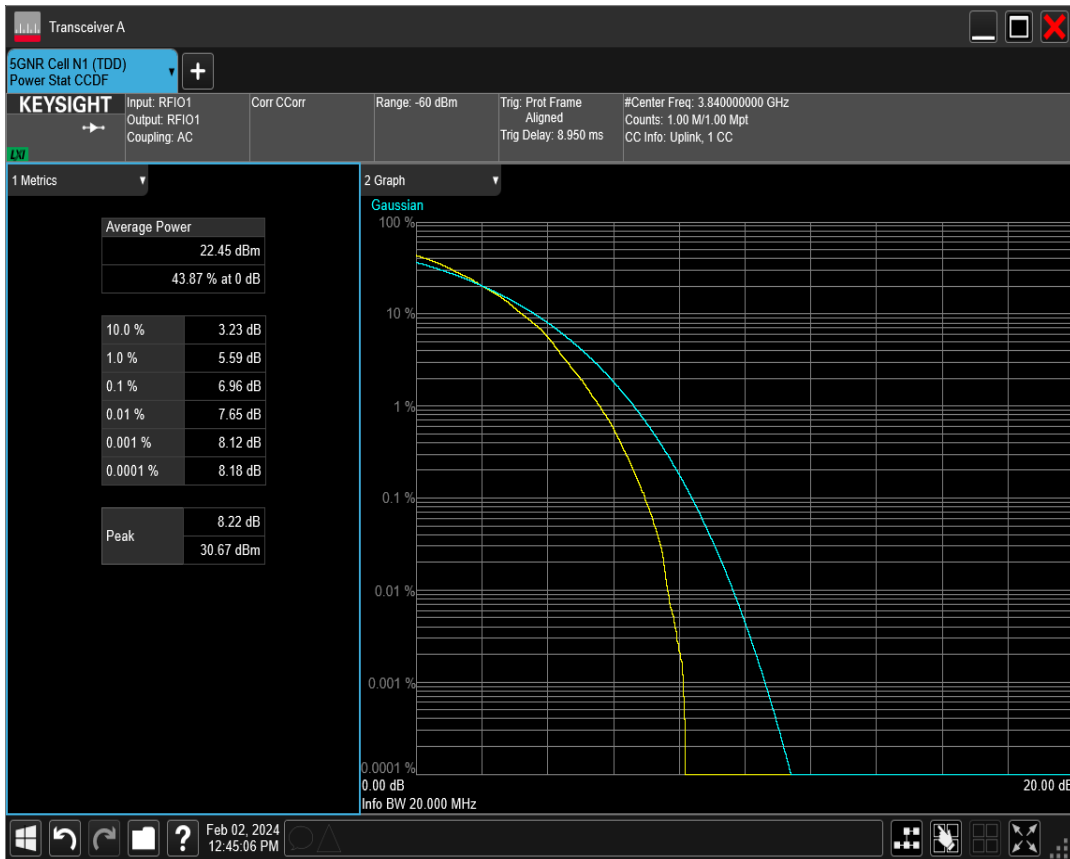 Transceiver A
5GNR Cell N1 (TDD)
Power Stat CCDF
+
KEYSIGHT
LXI
Input: RFIO1
Output: RFIO1
Coupling: AC
Corr CCorr
Range: -60 dBm
Trig: Prot Frame
Aligned
Trig Delay: 8.950 ms
#Center Freq: 3.840000000 GHz
Counts: 1.00 M/1.00 Mpt
CC Info: Uplink, 1 CC
1 Metrics
Average Power
22.45 dBm
43.87 % at 0 dB
10.0 % 3.23 dB
1.0 % 5.59 dB
0.1 % 6.96 dB
0.01 % 7.65 dB
0.001 % 8.12 dB
0.0001 % 8.18 dB
Peak
8.22 dB
30.67 dBm
2 Graph
Gaussian
100 %
10 %
1 %
0.1 %
0.01 %
0.001 %
0.0001 %
0.00 dB 20.00 dB
Info BW 20.000 MHz
?
Feb 02, 2024
12:45:06 PM